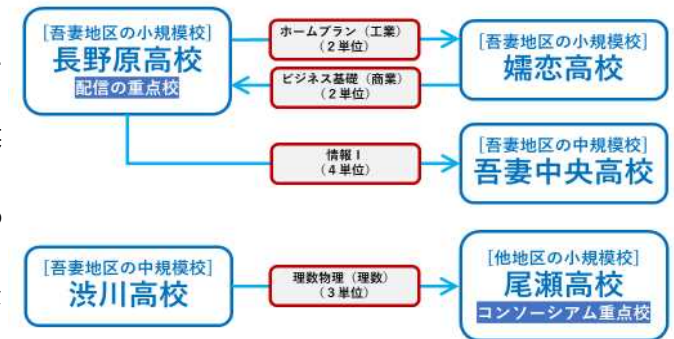 [吾妻地区の小規模校]
長野原高校
配信の重点校
ホームプラン（工業）
（２単位）
ビジネス基礎（商業）
（２単位）
[吾妻地区の小規模校]
嬬恋高校
情報Ⅰ
（４単位）
[吾妻地区の中規模校]
吾妻中央高校
[吾妻地区の中規模校]
渋川高校
理数物理（理数）
（３単位）
[他地区の小規模校]
尾瀬高校
コンソーシアム重点校